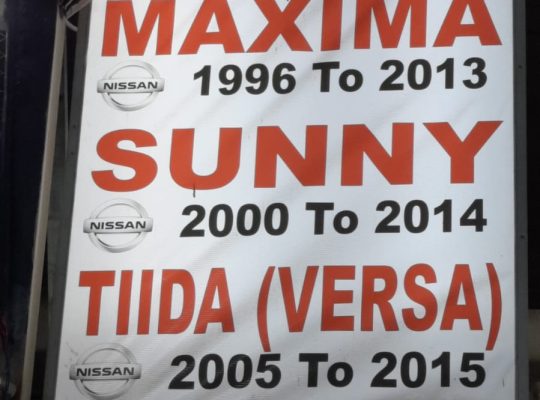 MAXIMA
NISSAN 1996 To 2013
SUNNY
NISSAN 2000 To 2014
TIIDA (VERSA)
NISSAN 2005 To 2015